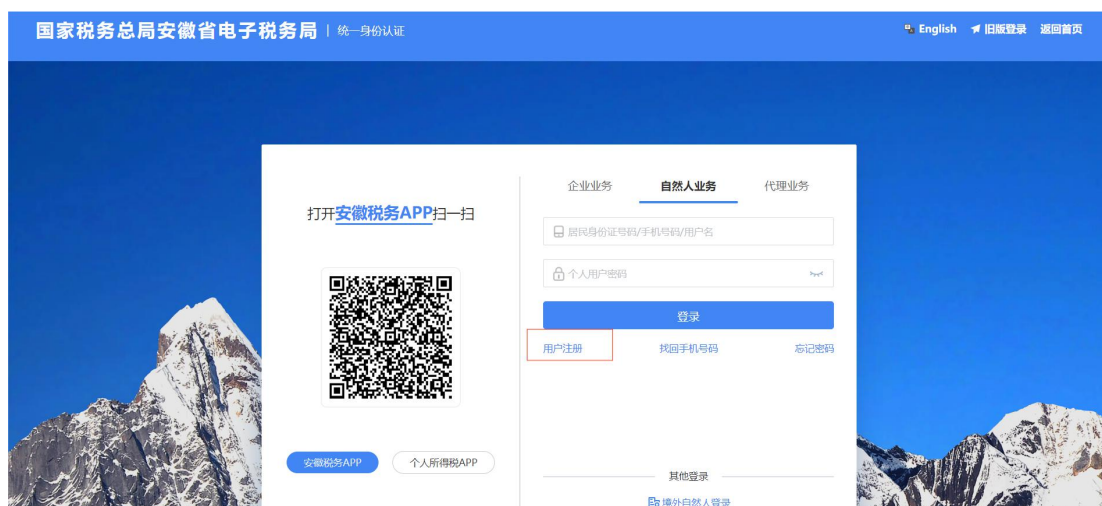 国家税务总局安徽省电子税务局 | 统一身份认证
English 旧版登录 返回首页
打开安徽税务APP扫一扫
安徽税务APP 个人所得税APP
企业业务 自然人业务 代理业务
居民身份证号码/手机号码/用户名
个人用户密码
登录
用户注册 找回手机号码 忘记密码
其他登录
境外自然人登录